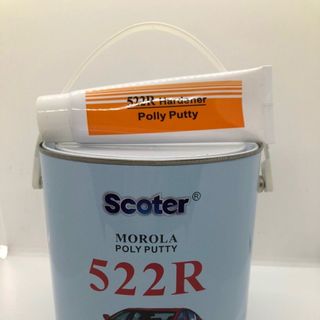 522R Hardener
Polly Putty
Scoter®
MOROLA
POLY PUTTY
522R